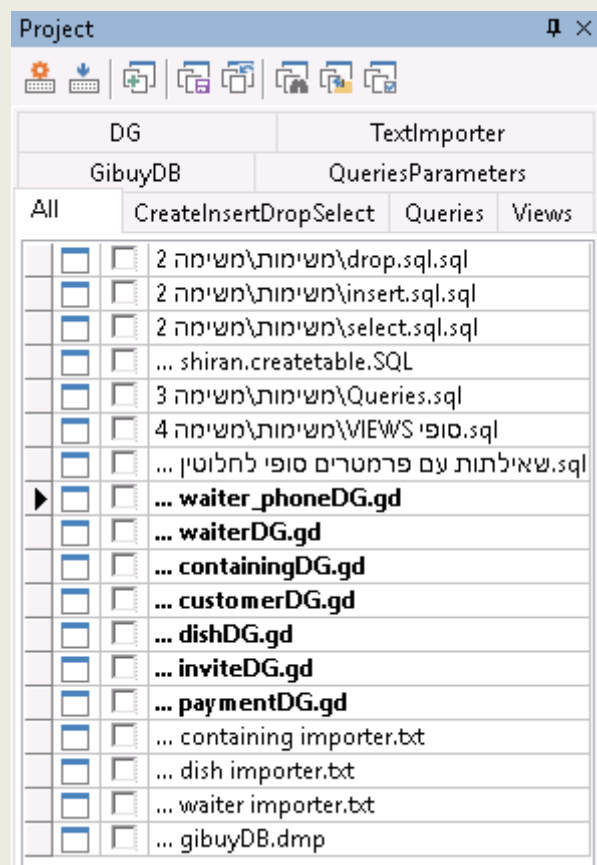 Project
DG TextImporter
GibuyDB QueriesParameters
All CreateInsertDropSelect Queries Views
משימות\משימה 2\drop.sql.sql
משימות\משימה 2\insert.sql.sql
משימות\משימה 2\select.sql.sql
... shiran.createtable.SQL
משימות\משימה 3\Queries.sql
משימות\משימה 4\VIEWS סופי.sql
... שאילתות עם פרמטרים סופי לחלוטין.sql
... waiter_phoneDG.gd
... waiterDG.gd
... containingDG.gd
... customerDG.gd
... dishDG.gd
... inviteDG.gd
... paymentDG.gd
... containing importer.txt
... dish importer.txt
... waiter importer.txt
... gibuyDB.dmp